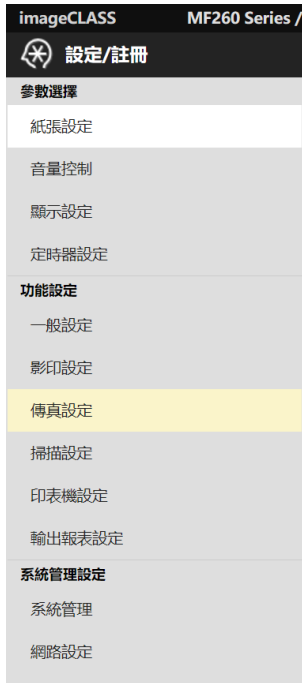 imageCLASS MF260 Series /
設定/註冊
參數選擇
紙張設定
音量控制
顯示設定
定時器設定
功能設定
一般設定
影印設定
傳真設定
掃描設定
印表機設定
輸出報表設定
系統管理設定
系統管理
網路設定